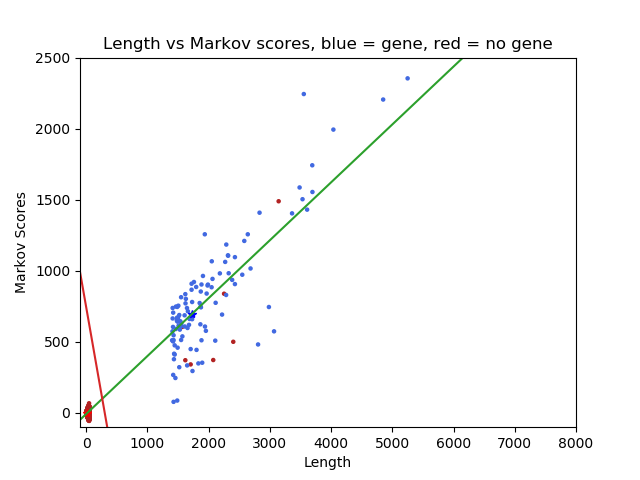 Length vs Markov scores, blue = gene, red = no gene
2500
2000
1500
1000
500
0
Markov Scores
0 1000 2000 3000 4000 5000 6000 7000 8000
Length